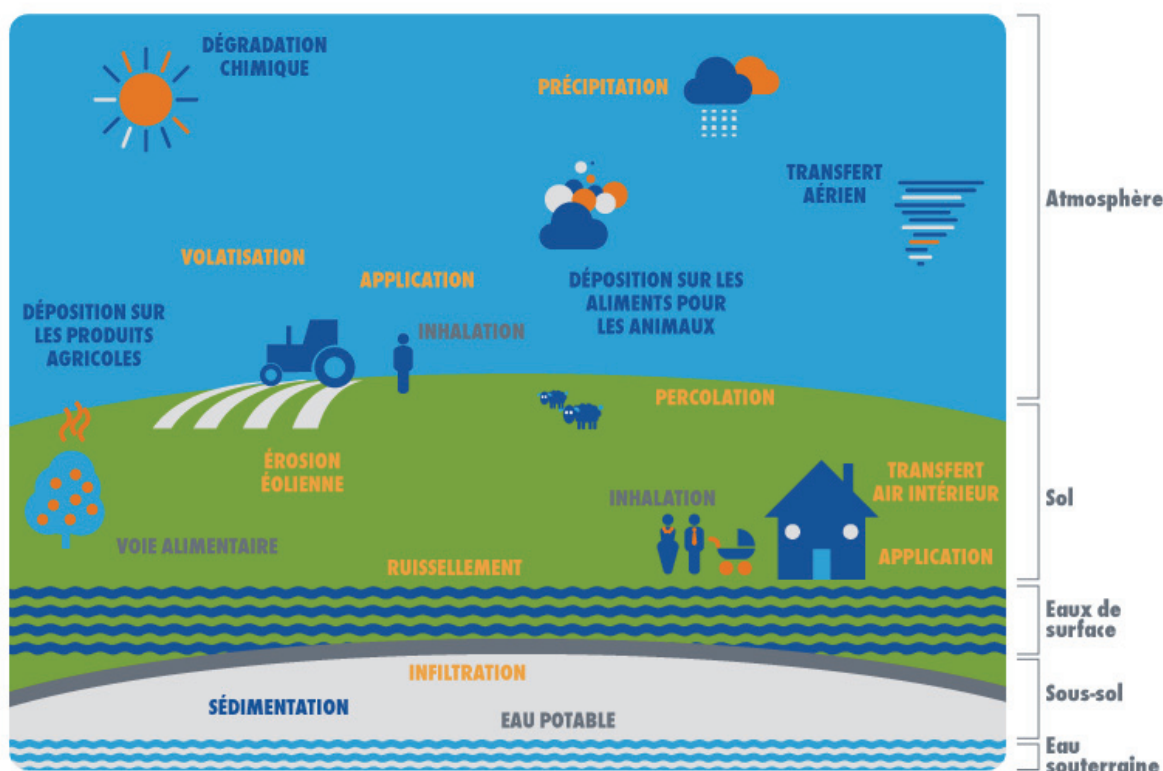 DÉGRADATION
CHIMIQUE
PRÉCIPITATION
TRANSFERT
AÉRIEN
Atmosphère
VOLATISATION
APPLICATION
DÉPOSITION SUR LES
ALIMENTS POUR
LES ANIMAUX
DÉPOSITION SUR
LES PRODUITS
AGRICOLES
INHALATION
PERCOLATION
ÉROSION
ÉOLIENNE
TRANSFERT
AIR INTÉRIEUR
INHALATION
Sol
VOIE ALIMENTAIRE
APPLICATION
RUISSELLEMENT
Eaux de
surface
INFILTRATION
SÉDIMENTATION
EAU POTABLE
Sous-sol
Eau
souterraine